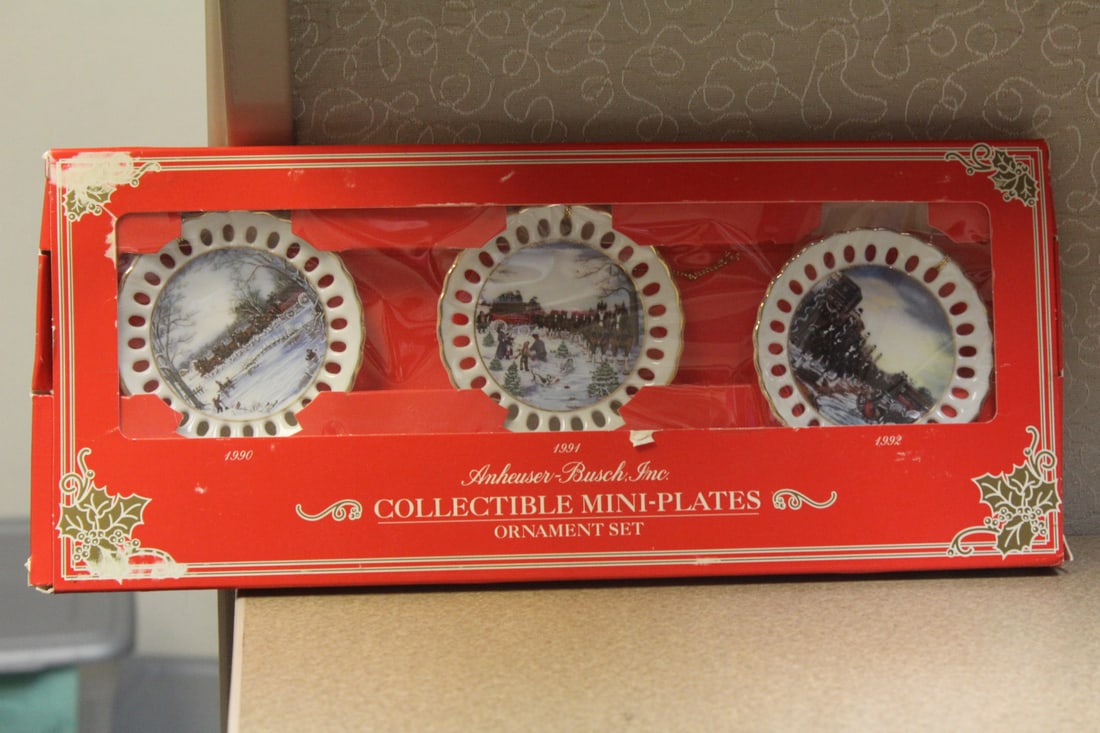 1990
1991
1992
Anheuser-Busch, Inc.
COLLECTIBLE MINI-PLATES
ORNAMENT SET